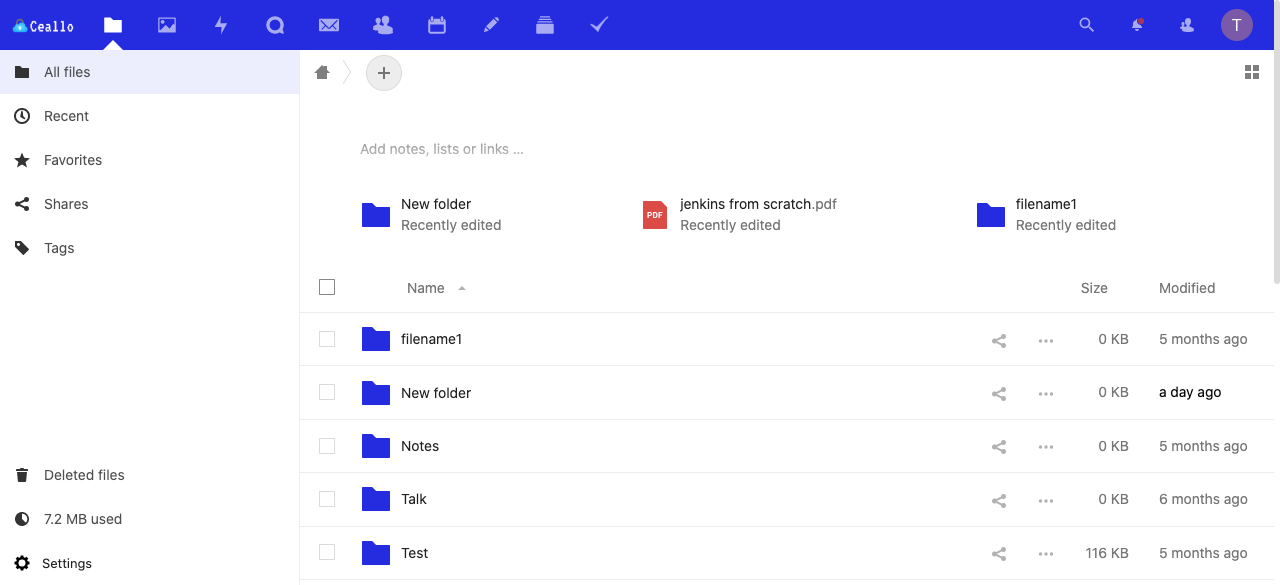 Ceallo
T
All files
Recent
Favorites
Shares
Tags
Deleted files
7.2 MB used
Settings
Add notes, lists or links ...
New folder
Recently edited
PDF
jenkins from scratch.pdf
Recently edited
filename1
Recently edited
Name Size Modified
filename1 0 KB 5 months ago
New folder 0 KB a day ago
Notes 0 KB 5 months ago
Talk 0 KB 6 months ago
Test 116 KB 5 months ago